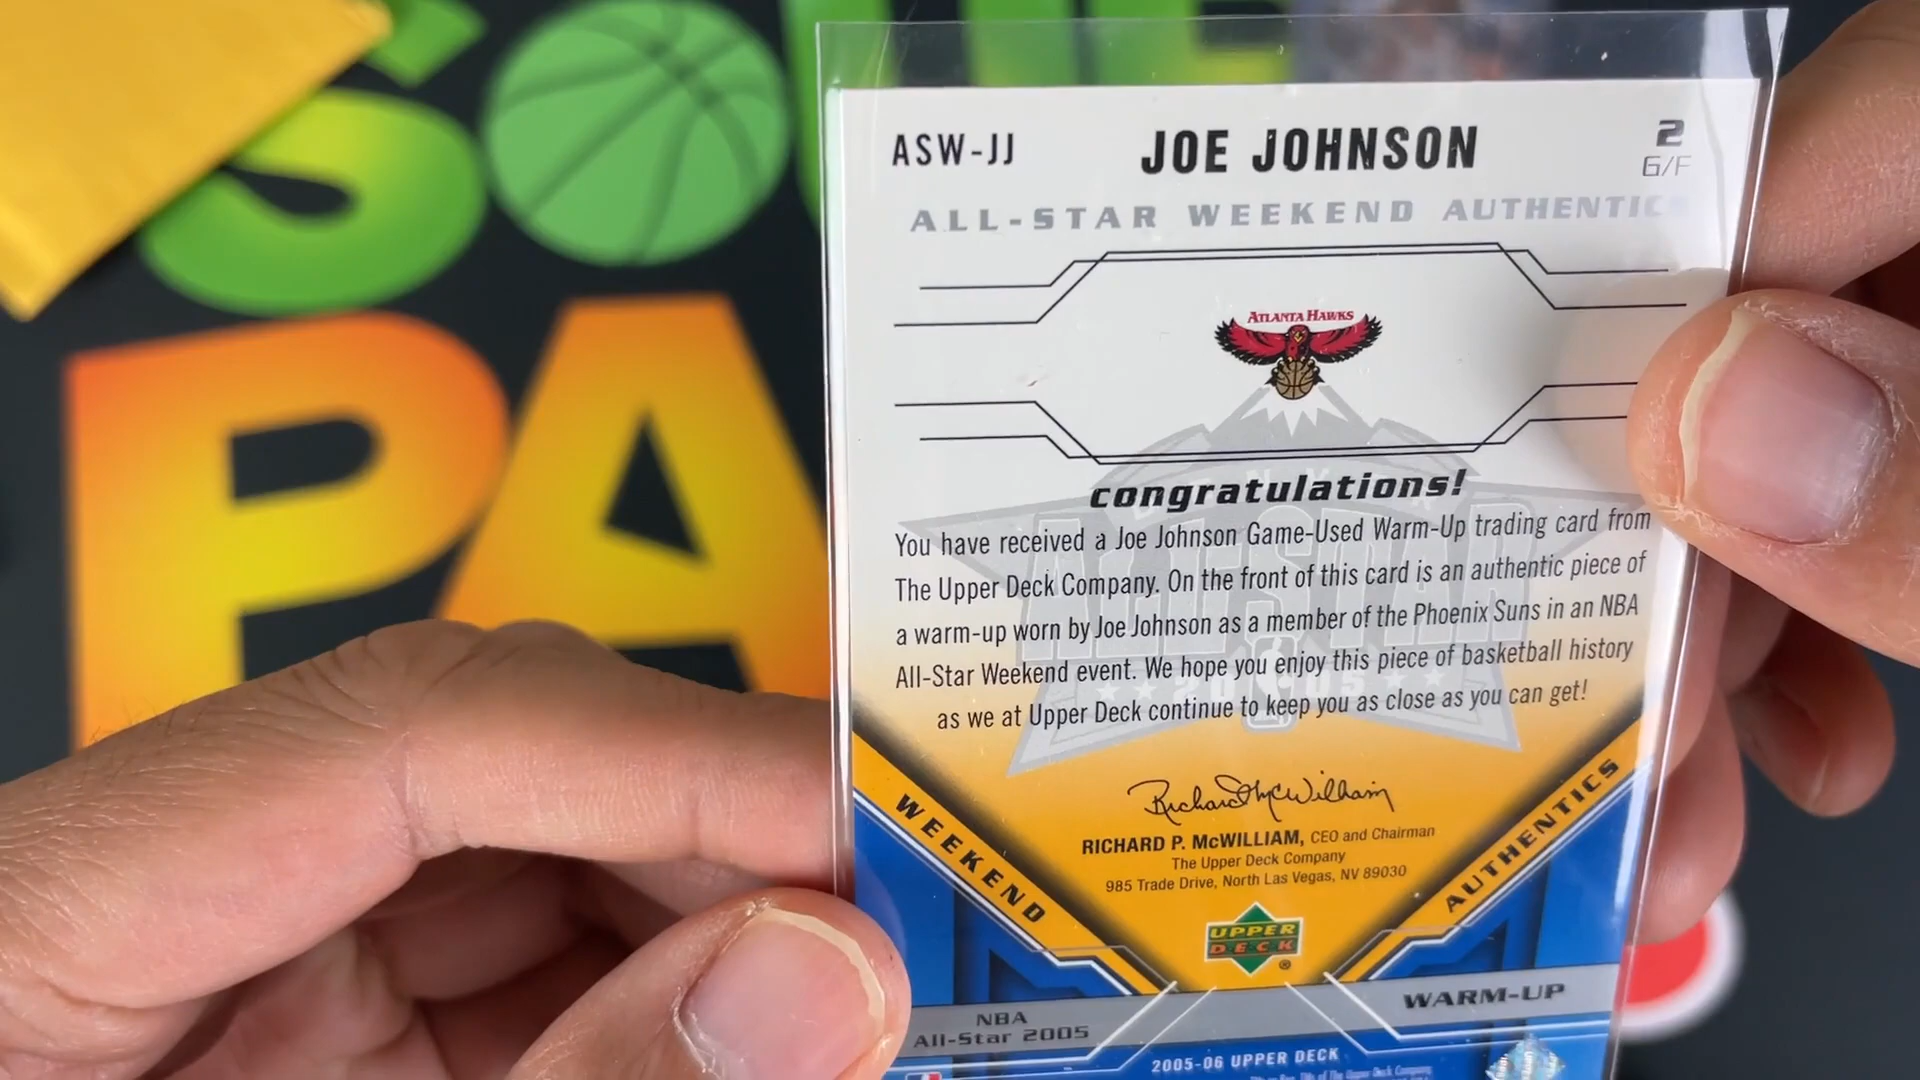 ASW-JJ
JOE JOHNSON
2
G/F
ALL-STAR WEEKEND AUTHENTICS
ATLANTA HAWKS
congratulations!
You have received a Joe Johnson Game-Used Warm-Up trading card from
The Upper Deck Company. On the front of this card is an authentic piece of
a warm-up worn by Joe Johnson as a member of the Phoenix Suns in an NBA
All-Star Weekend event. We hope you enjoy this piece of basketball history
as we at Upper Deck continue to keep you as close as you can get!
ALL-STAR
2005
Richard McWilliam
RICHARD P. McWILLIAM, CEO and Chairman
The Upper Deck Company
985 Trade Drive, North Las Vegas, NV 89030
WEEKEND
AUTHENTICS
UPPER
DECK
®
NBA
All-Star 2005
WARM-UP
2005-06 UPPER DECK
PA